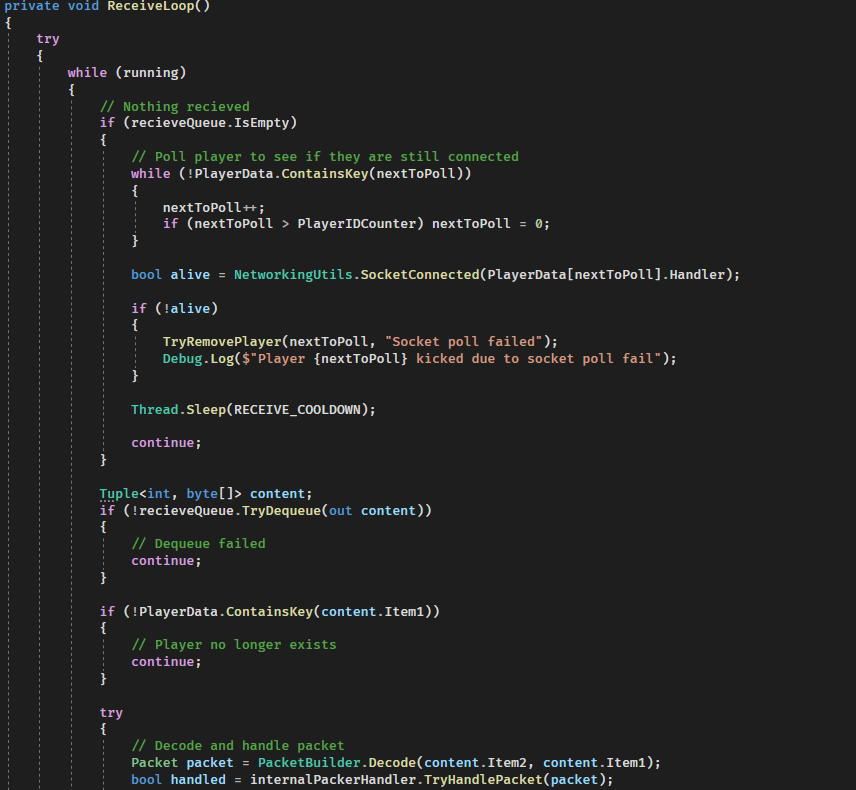 private void ReceiveLoop()
{
try
{
while (running)
{
// Nothing recieved
if (recieveQueue.IsEmpty)
{
// Poll player to see if they are still connected
while (!PlayerData.ContainsKey(nextToPoll))
{
nextToPoll++;
if (nextToPoll > PlayerIDCounter) nextToPoll = 0;
}
bool alive = NetworkingUtils.SocketConnected(PlayerData[nextToPoll].Handler);
if (!alive)
{
TryRemovePlayer(nextToPoll, "Socket poll failed");
Debug.Log($"Player {nextToPoll} kicked due to socket poll fail");
}
Thread.Sleep(RECEIVE_COOLDOWN);
continue;
}
Tuple<int, byte[]> content;
if (!recieveQueue.TryDequeue(out content))
{
// Dequeue failed
continue;
}
if (!PlayerData.ContainsKey(content.Item1))
{
// Player no longer exists
continue;
}
try
{
// Decode and handle packet
Packet packet = PacketBuilder.Decode(content.Item2, content.Item1);
bool handled = internalPackerHandler.TryHandlePacket(packet);